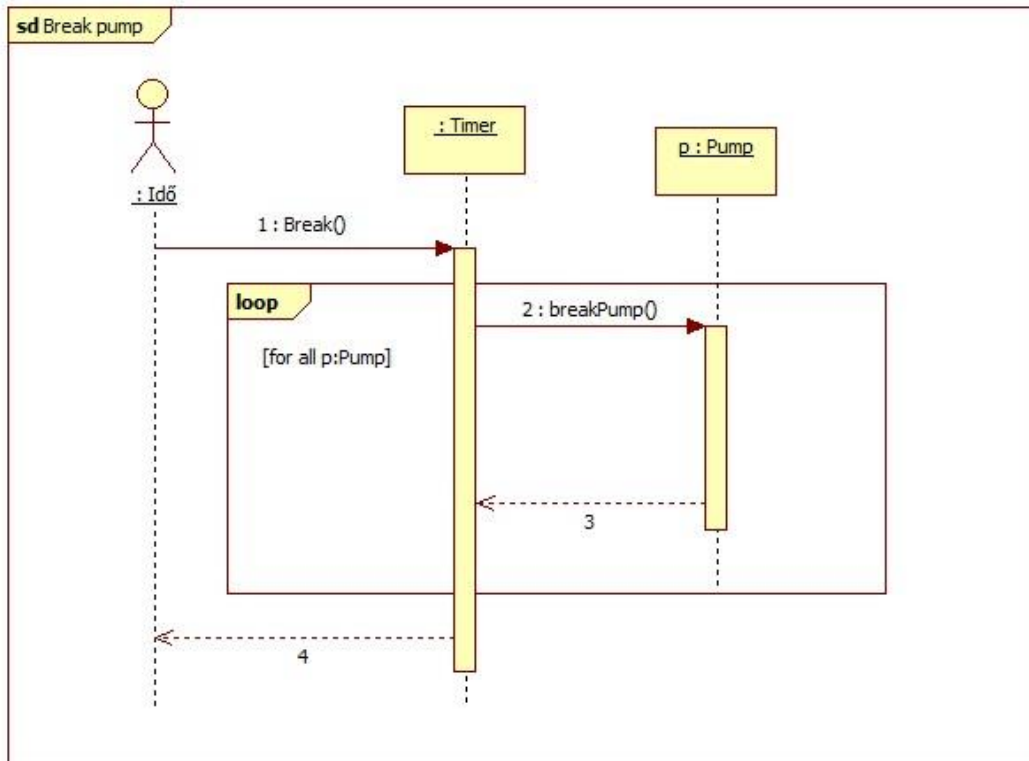 sd Break pump
: Timer
p : Pump
: Idő
1 : Break()
loop
2 : breakPump()
[for all p:Pump]
3
4